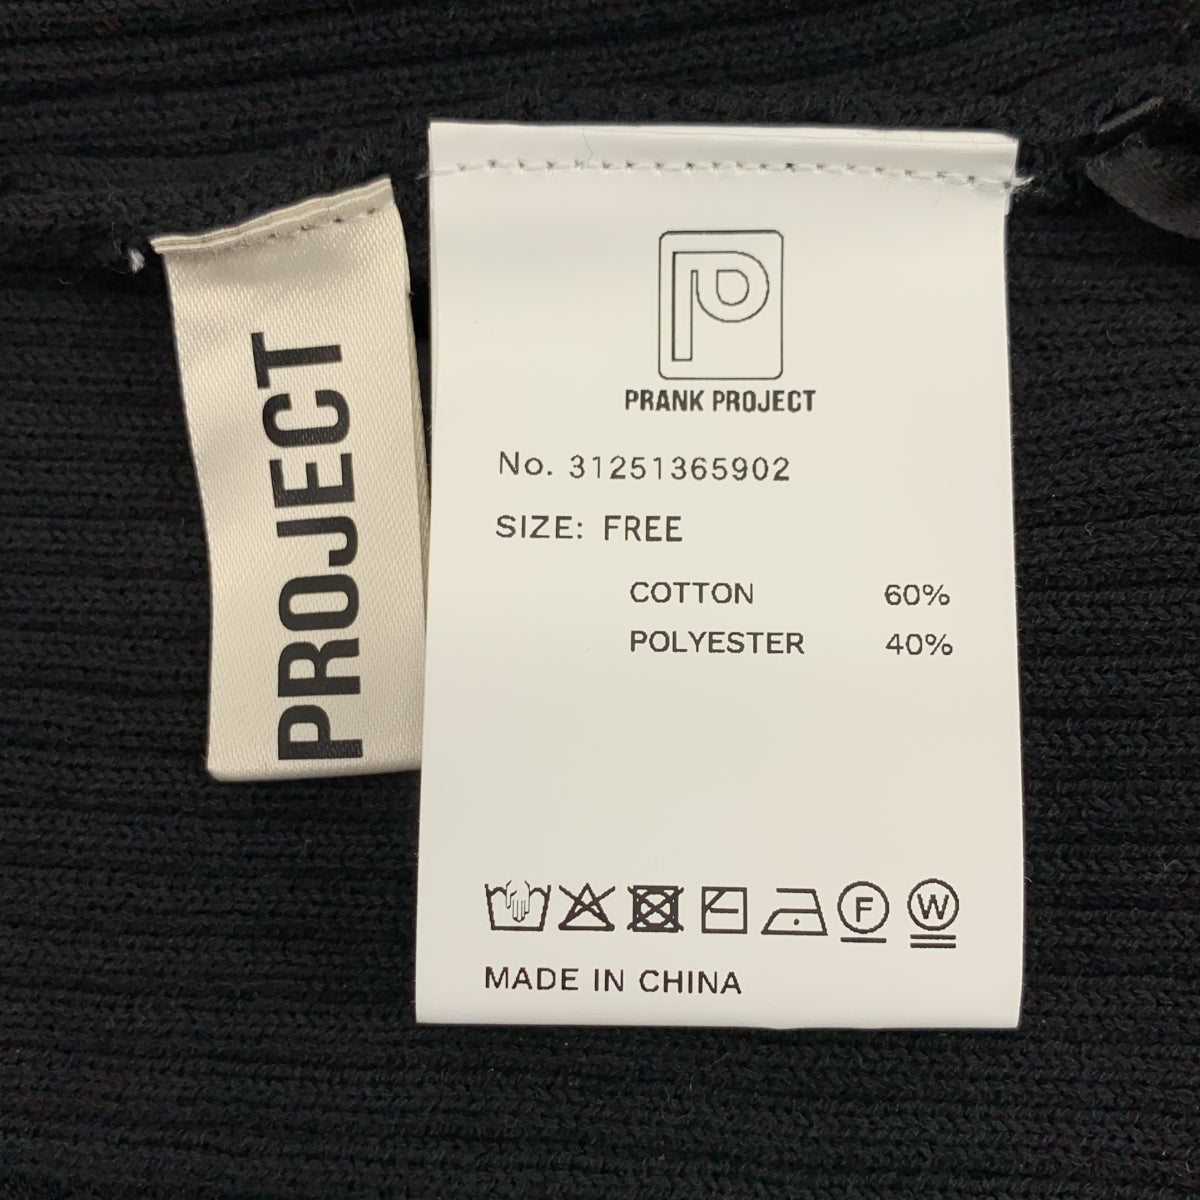 PROJECT
PRANK PROJECT
No. 31251365902
SIZE: FREE
COTTON 60%
POLYESTER 40%
F W
MADE IN CHINA